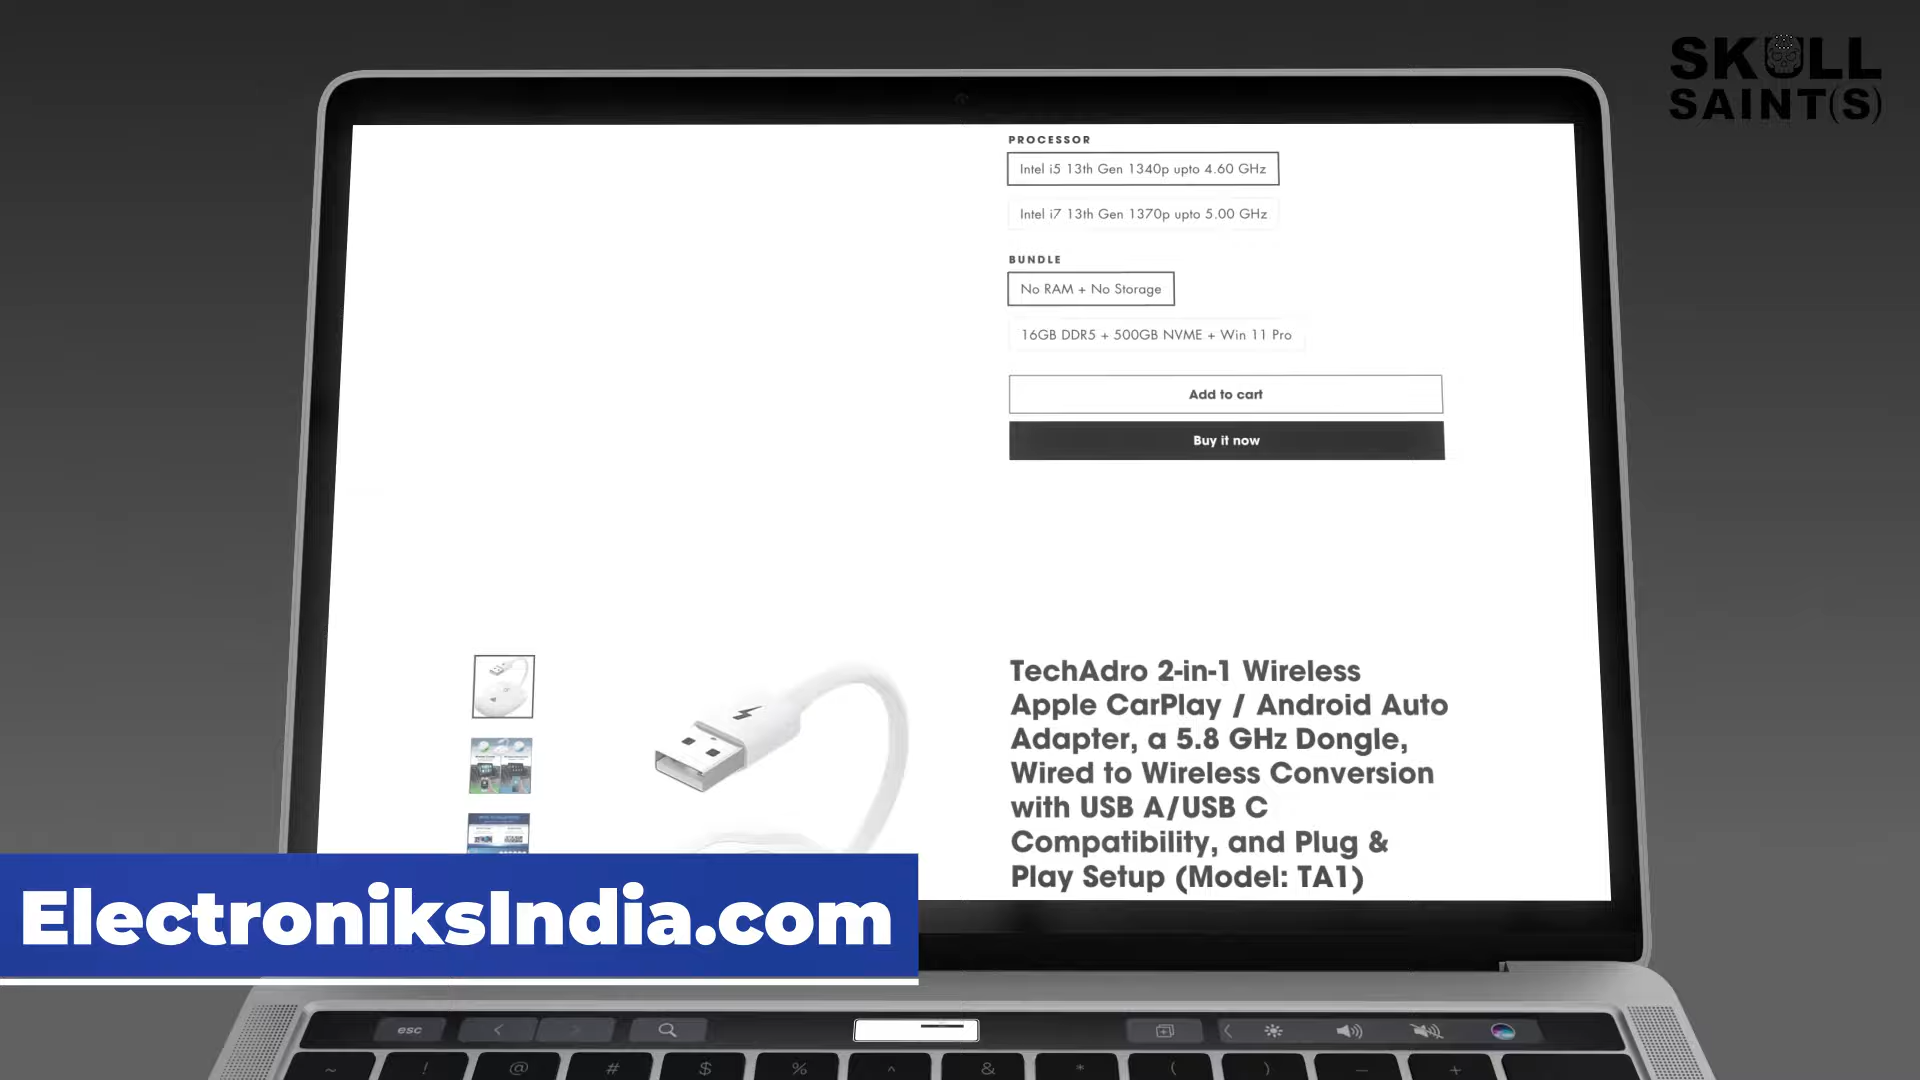 SKULL
SAINT(S)
PROCESSOR
Intel i5 13th Gen 1340p upto 4.60 GHz
Intel i7 13th Gen 1370p upto 5.00 GHz
BUNDLE
No RAM + No Storage
16GB DDR5 + 500GB NVME + Win 11 Pro
Add to cart
Buy it now
TechAdro 2-in-1 Wireless
Apple CarPlay / Android Auto
Adapter, a 5.8 GHz Dongle,
Wired to Wireless Conversion
with USB A/USB C
Compatibility, and Plug &
Play Setup (Model: TA1)
ElectroniksIndia.com
esc
~ ! @ # $ % ^ & * ( ) — +